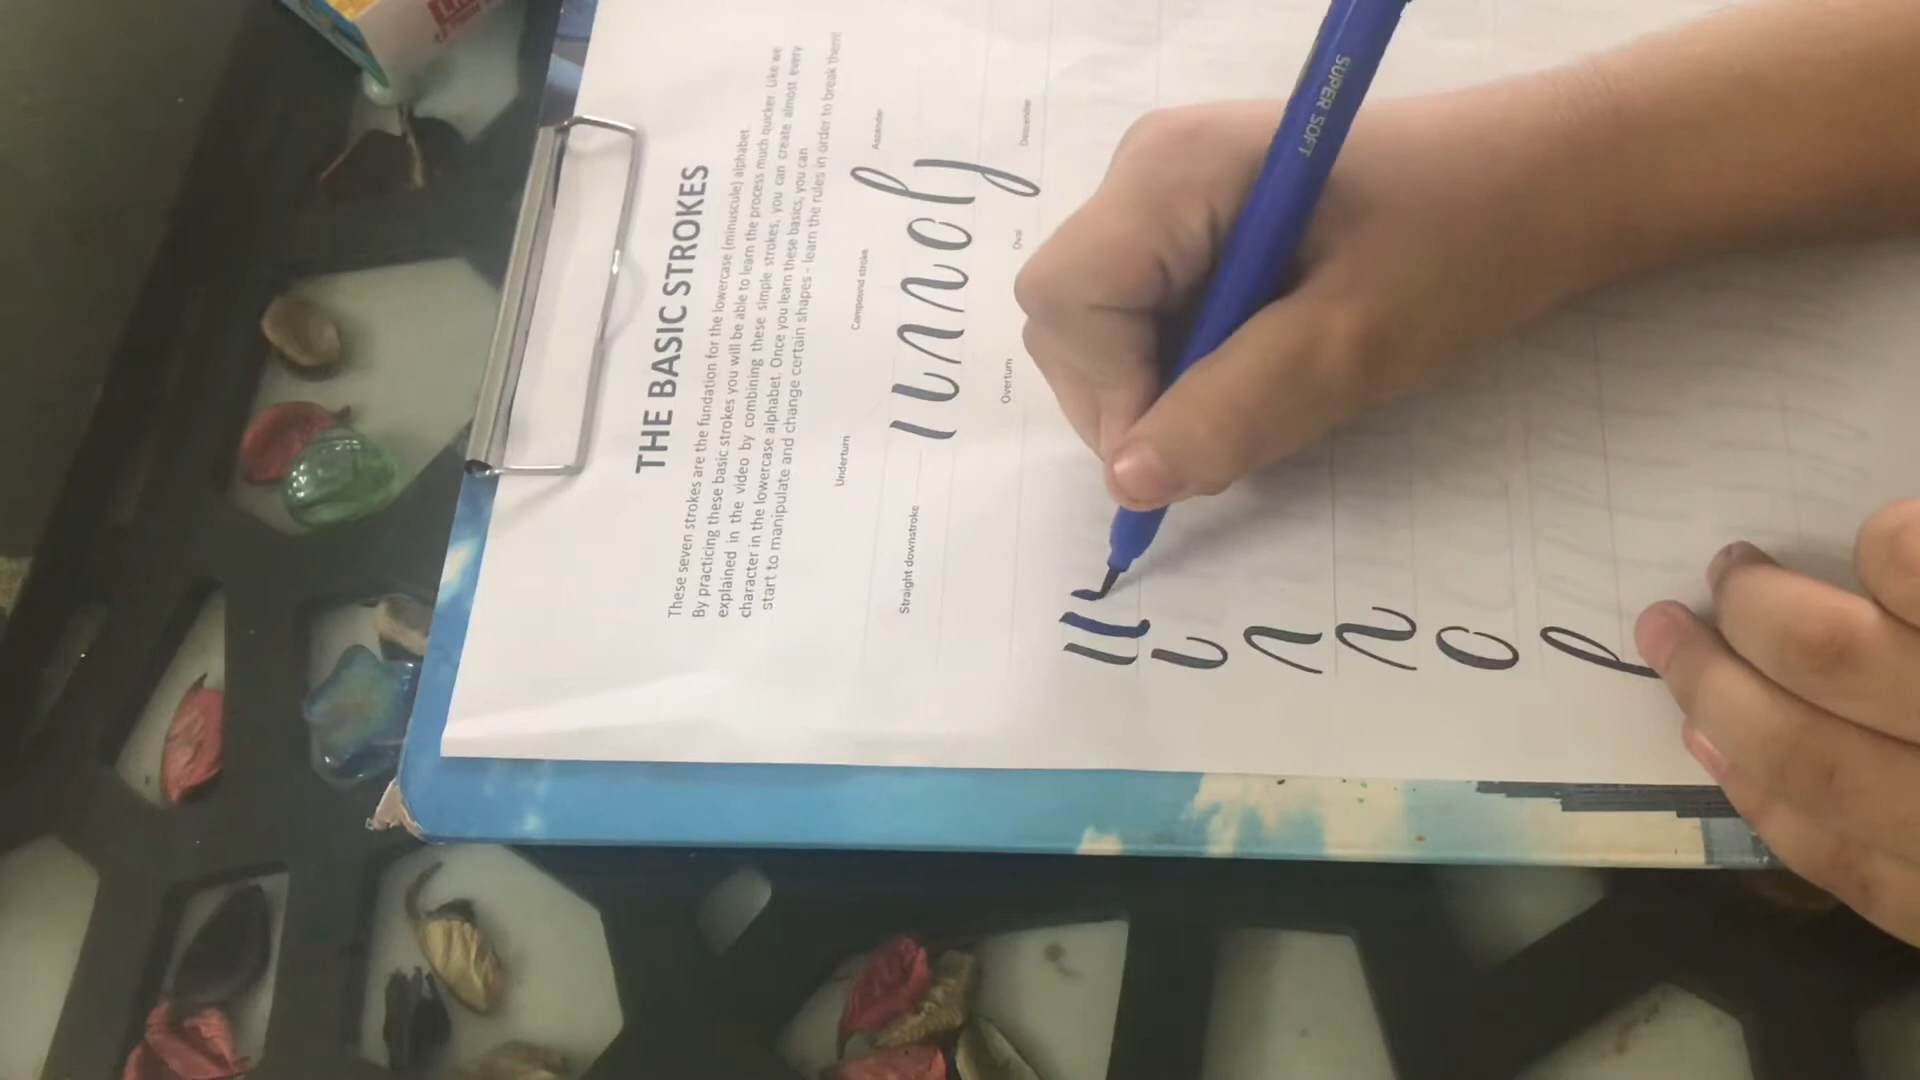 THE BASIC STROKES
These seven strokes are the fundation for the lowercase (minuscule) alphabet.
By practicing these basic strokes you will be able to learn the process much quicker. Like we
explained in the video by combining these simple strokes, you can create almost every
character in the lowercase alphabet. Once you learn these basics, you can
start to manipulate and change certain shapes - learn the rules in order to break them!
Underturn
Compound stroke
Ascender
Straight downstroke
Overturn
Oval
Descender
SUPER SOFT